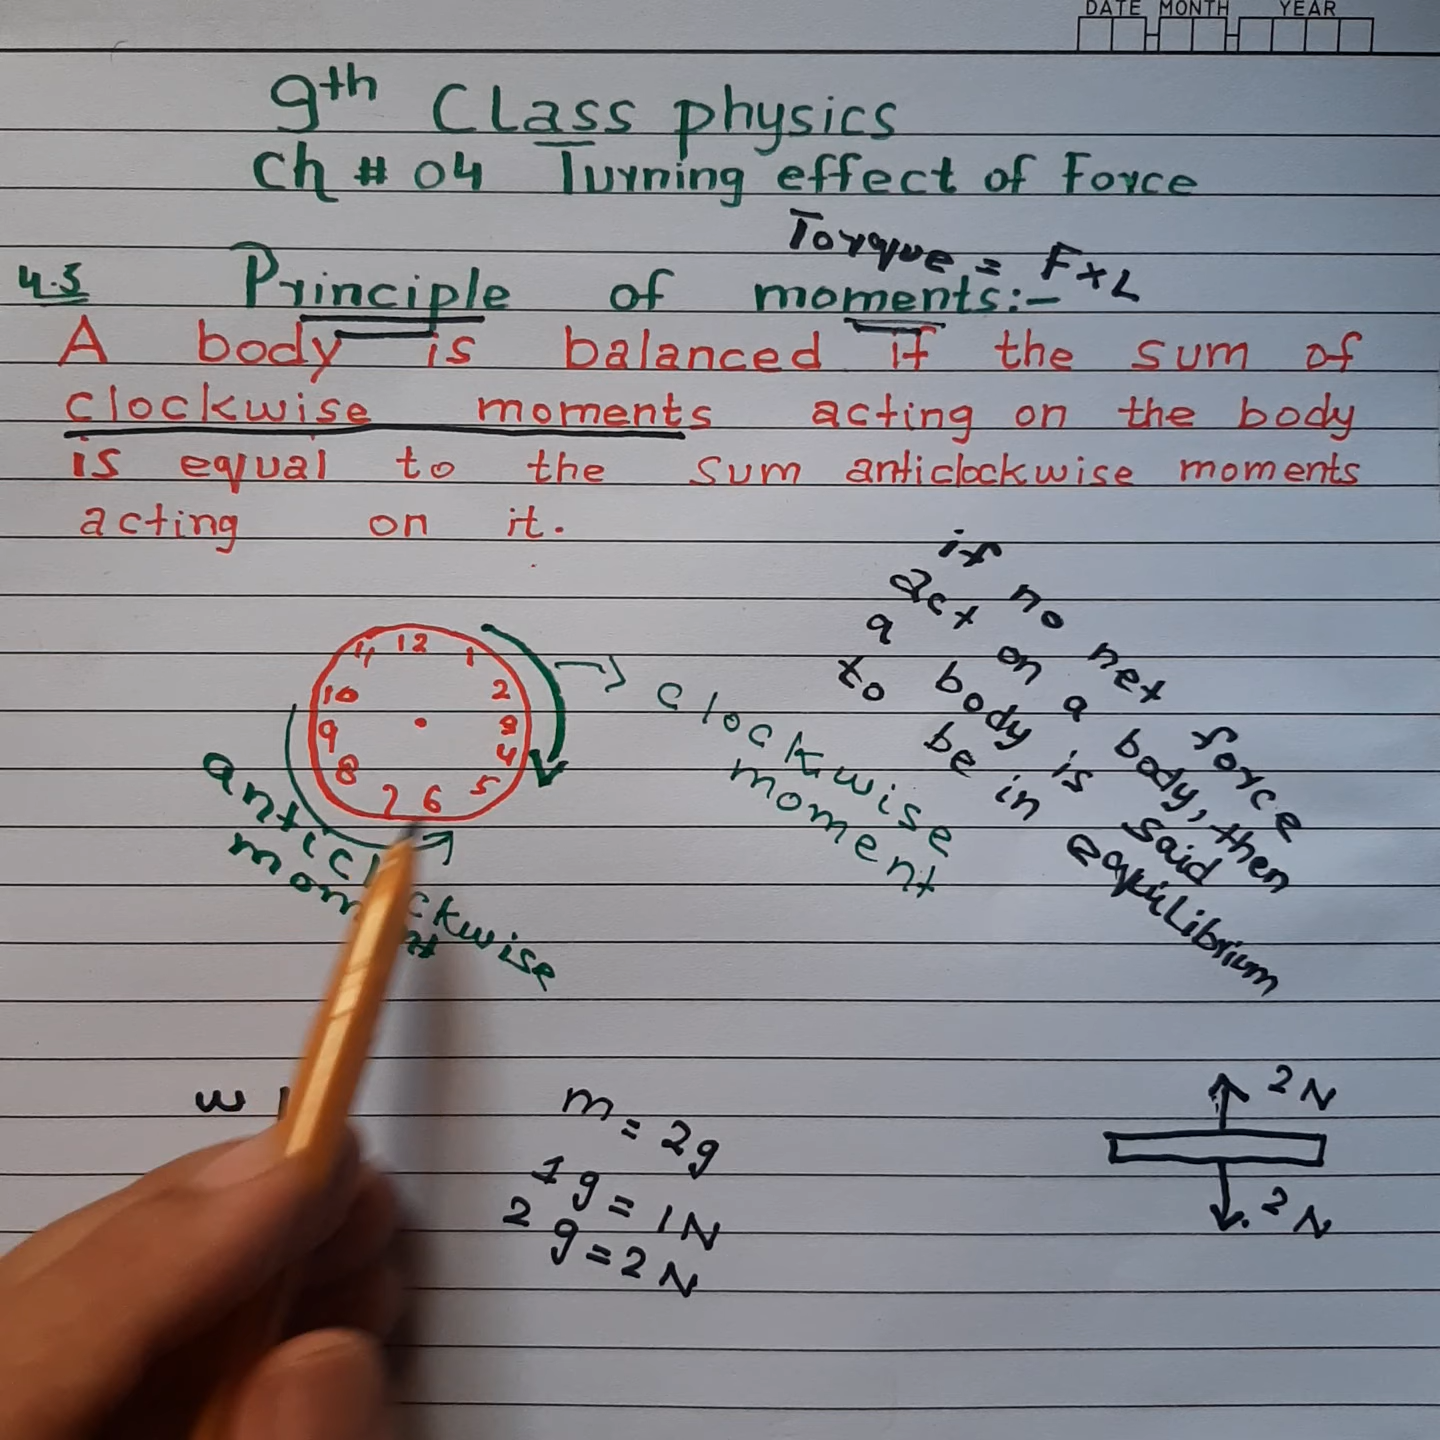 DATE MONTH YEAR
9th Class physics
Ch # 04 Turning effect of Force
Torque = F×L
4.5 Principle of moments:-
A body is balanced if the sum of
clockwise moments acting on the body
is equal to the sum anticlockwise moments
acting on it.
if no net force
act on a body, then
a body is said
to be in eqkilibrium
12
11 1
10 2
9 3
8 4
7 6 5
clockwise
moment
anticlockwise
w
m = 2g
1g = 1N
2g = 2N
2N
2N